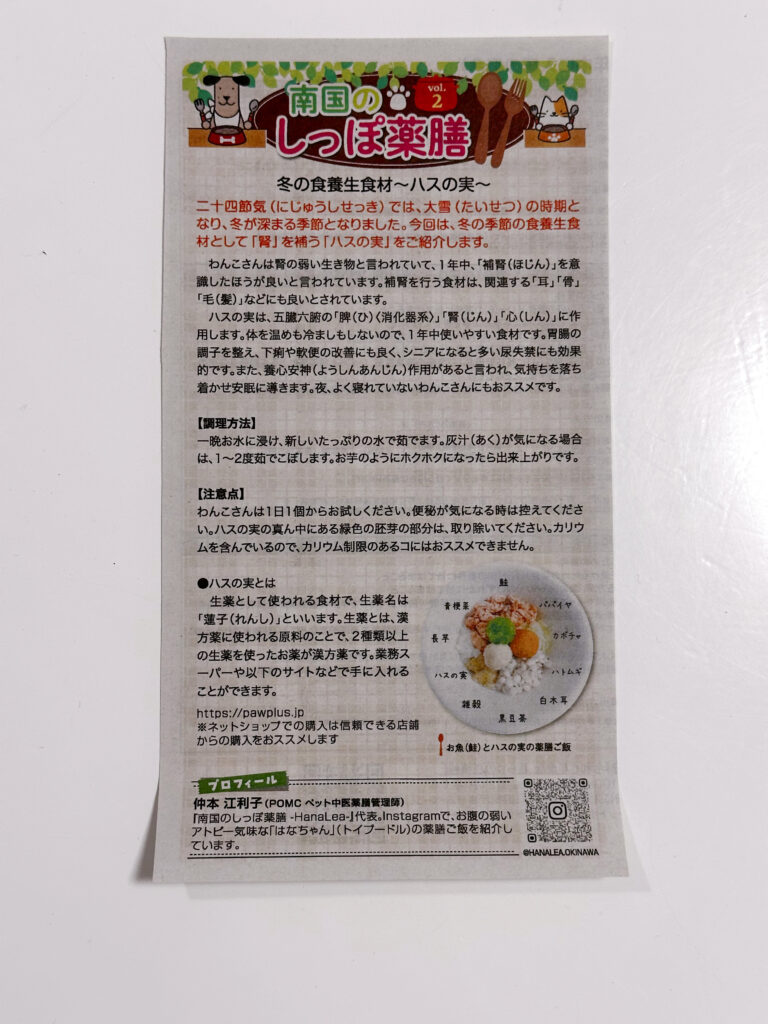 南国の
vol.
2
しっぽ薬膳
冬の食養生食材～ハスの実～
二十四節気（にじゅうしせっき）では、大雪（たいせつ）の時期と
なり、冬が深まる季節となりました。今回は、冬の季節の食養生食
材として「腎」を補う「ハスの実」をご紹介します。
わんこさんは腎の弱い生き物と言われていて、1年中、「補腎（ほじん）」を意
識したほうが良いと言われています。補腎を行う食材は、関連する「耳」「骨」
「毛（髪）」などにも良いとされています。
ハスの実は、五臓六腑の「脾（ひ）〈消化器系〉」「腎（じん）」「心（しん）」に作
用します。体を温めも冷ましもしないので、1年中使いやすい食材です。胃腸の
調子を整え、下痢や軟便の改善にも良く、シニアになると多い尿失禁にも効果
的です。また、養心安神（ようしんあんじん）作用があると言われ、気持ちを落ち
着かせ安眠に導きます。夜、よく寝れていないわんこさんにもおススメです。
【調理方法】
一晩お水に浸け、新しいたっぷりの水で茹でます。灰汁（あく）が気になる場合
は、1～2度茹でこぼします。お芋のようにホクホクになったら出来上がりです。
【注意点】
わんこさんは1日1個からお試しください。便秘が気になる時は控えてくださ
い。ハスの実の真ん中にある緑色の胚芽の部分は、取り除いてください。カリウ
ムを含んでいるので、カリウム制限のあるコにはおススメできません。
●ハスの実とは
生薬として使われる食材で、生薬名は
「蓮子（れんし）」といいます。生薬とは、漢
方薬に使われる原料のことで、2種類以上
の生薬を使ったお薬が漢方薬です。業務ス
ーパーや以下のサイトなどで手に入れる
ことができます。
https://pawplus.jp
※ネットショップでの購入は信頼できる店舗
からの購入をおススメします
鮭
青梗菜
パパイヤ
長芋
カボチャ
ハスの実
ハトムギ
雑穀
白木耳
黒豆茶
お魚（鮭）とハスの実の薬膳ご飯
プロフィール
仲本 江利子（POMC ペット中医薬膳管理師）
『南国のしっぽ薬膳 -HanaLea-』代表。Instagramで、お腹の弱い
アトピー気味な「はなちゃん」（トイプードル）の薬膳ご飯を紹介し
ています。
@HANALEA.OKINAWA